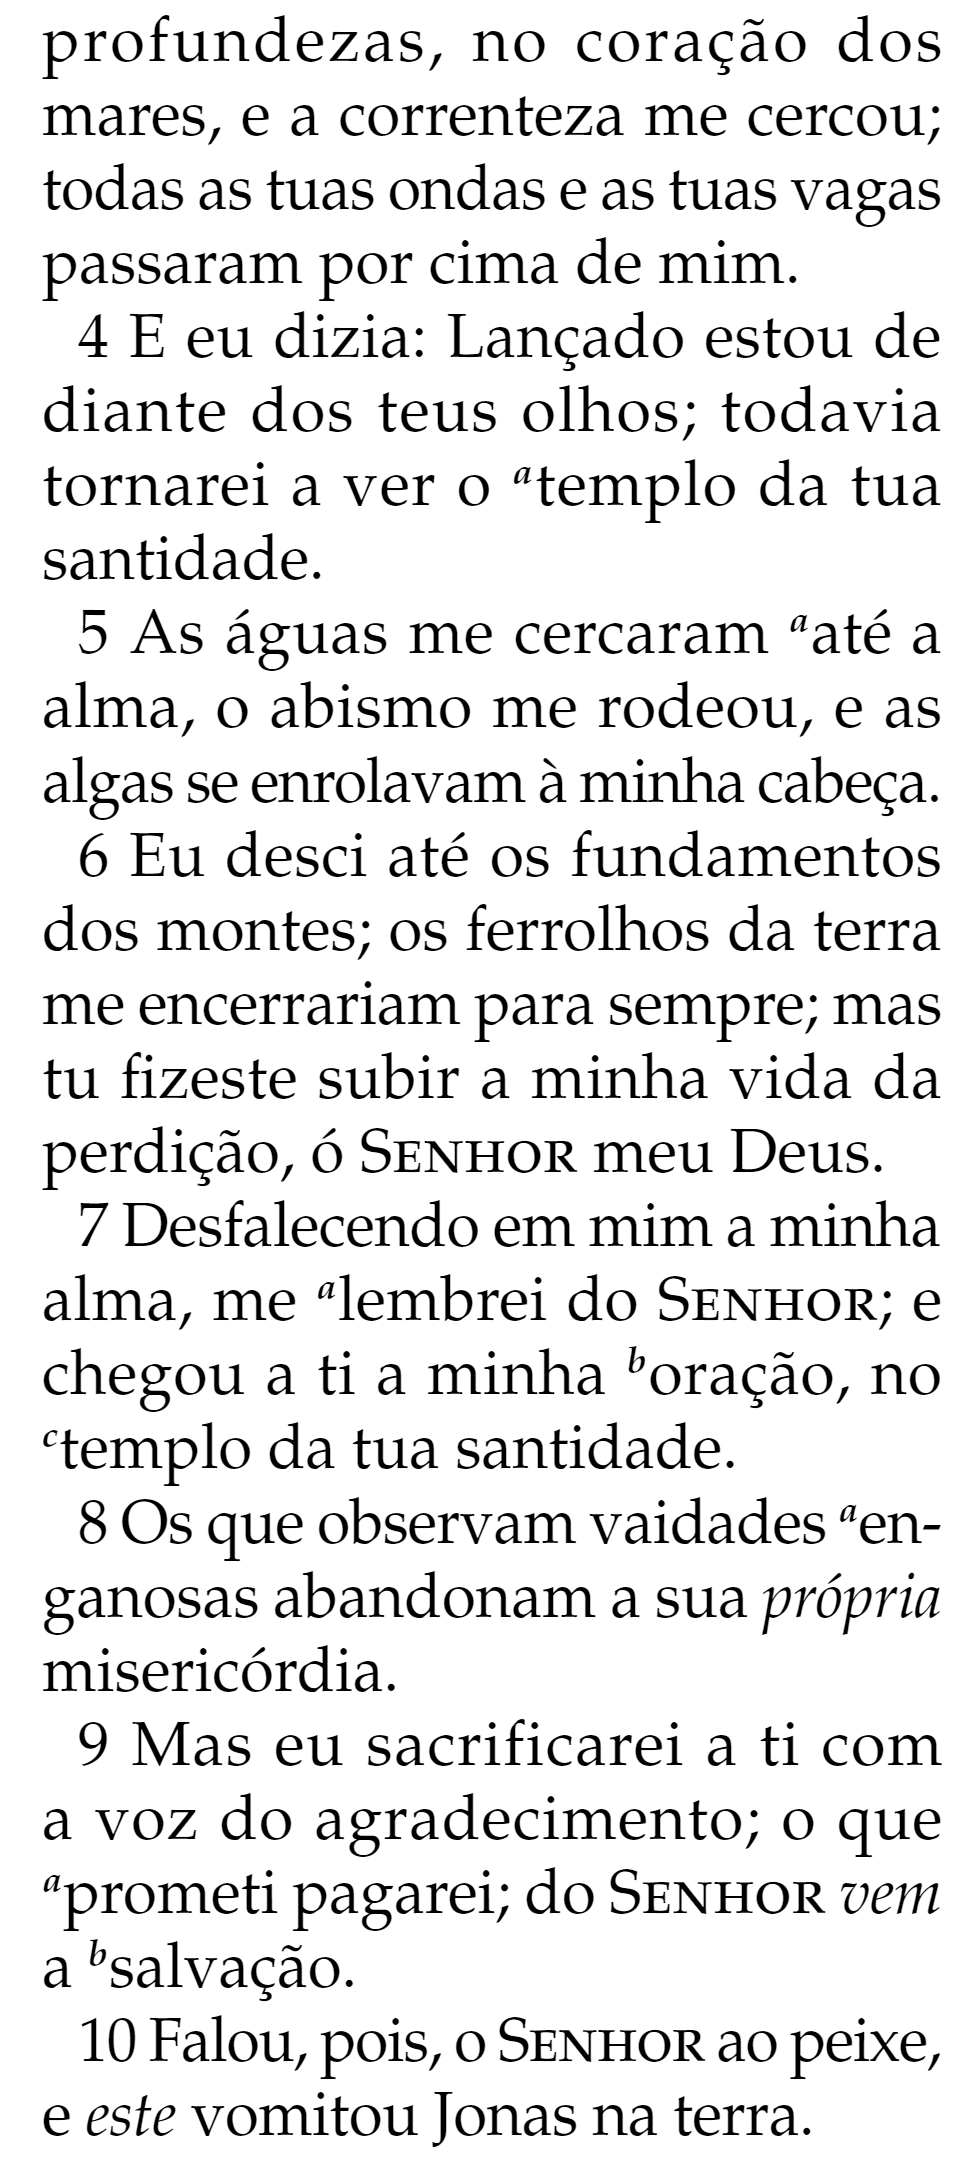 profundezas, no coração dos
mares, e a correnteza me cercou;
todas as tuas ondas e as tuas vagas
passaram por cima de mim.
4 E eu dizia: Lançado estou de
diante dos teus olhos; todavia
tornarei a ver o ᵃtemplo da tua
santidade.
5 As águas me cercaram ᵃaté a
alma, o abismo me rodeou, e as
algas se enrolavam à minha cabeça.
6 Eu desci até os fundamentos
dos montes; os ferrolhos da terra
me encerrariam para sempre; mas
tu fizeste subir a minha vida da
perdição, ó SENHOR meu Deus.
7 Desfalecendo em mim a minha
alma, me ᵃlembrei do SENHOR; e
chegou a ti a minha ᵇoração, no
ᶜtemplo da tua santidade.
8 Os que observam vaidades ᵃen-
ganosas abandonam a sua própria
misericórdia.
9 Mas eu sacrificarei a ti com
a voz do agradecimento; o que
ᵃprometi pagarei; do SENHOR vem
a ᵇsalvação.
10 Falou, pois, o SENHOR ao peixe,
e este vomitou Jonas na terra.